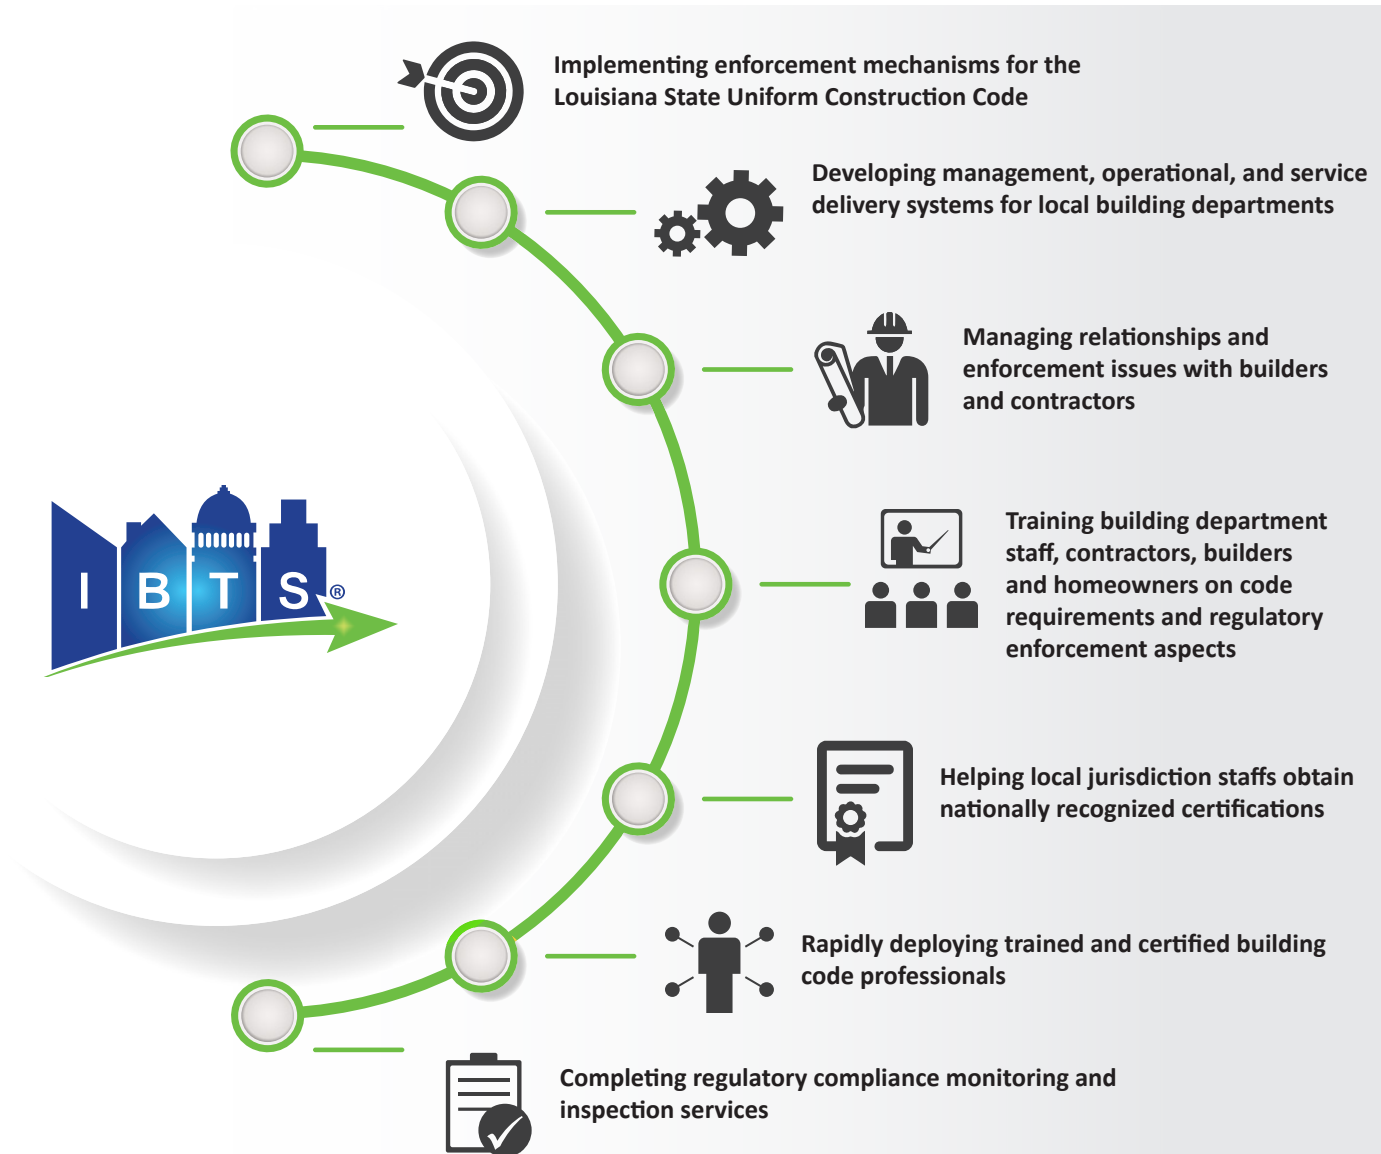 Implementing enforcement mechanisms for the
Louisiana State Uniform Construction Code
Developing management, operational, and service
delivery systems for local building departments
Managing relationships and
enforcement issues with builders
and contractors
Training building department
staff, contractors, builders
and homeowners on code
requirements and regulatory
enforcement aspects
IBTS®
Helping local jurisdiction staffs obtain
nationally recognized certifications
Rapidly deploying trained and certified building
code professionals
Completing regulatory compliance monitoring and
inspection services